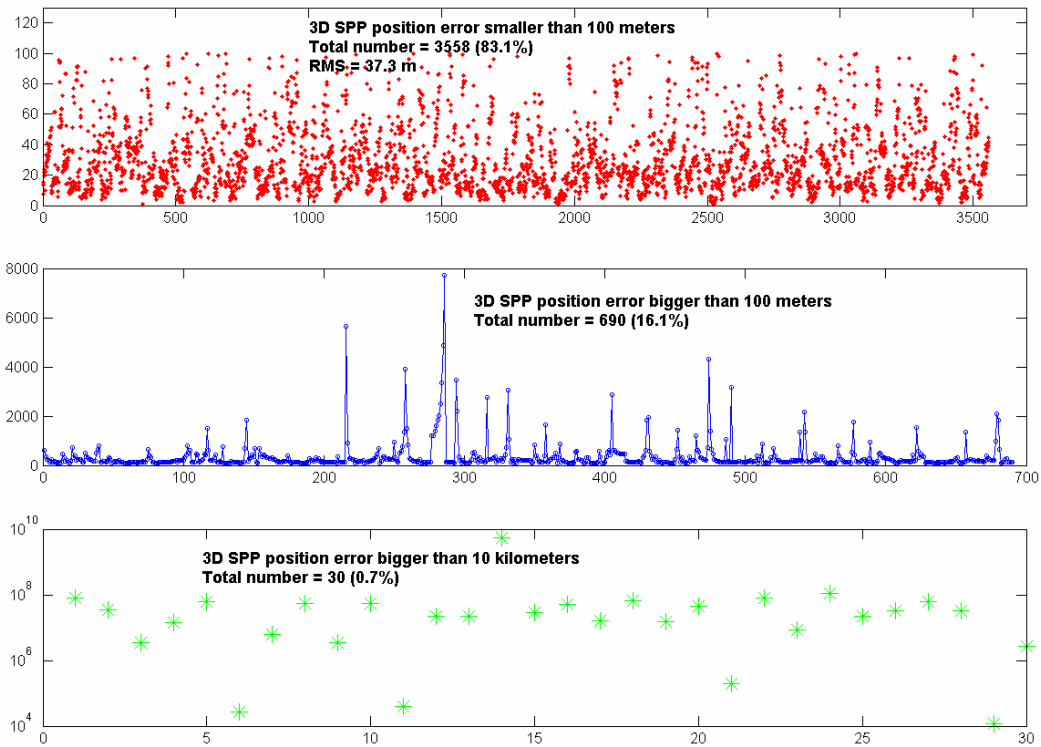 3D SPP position error smaller than 100 meters
Total number = 3558 (83.1%)
RMS = 37.3 m
120
100
80
60
40
20
0
0 500 1000 1500 2000 2500 3000 3500
3D SPP position error bigger than 100 meters
Total number = 690 (16.1%)
8000
6000
4000
2000
0
0 100 200 300 400 500 600 700
3D SPP position error bigger than 10 kilometers
Total number = 30 (0.7%)
10^10
10^8
10^6
10^4
0 5 10 15 20 25 30